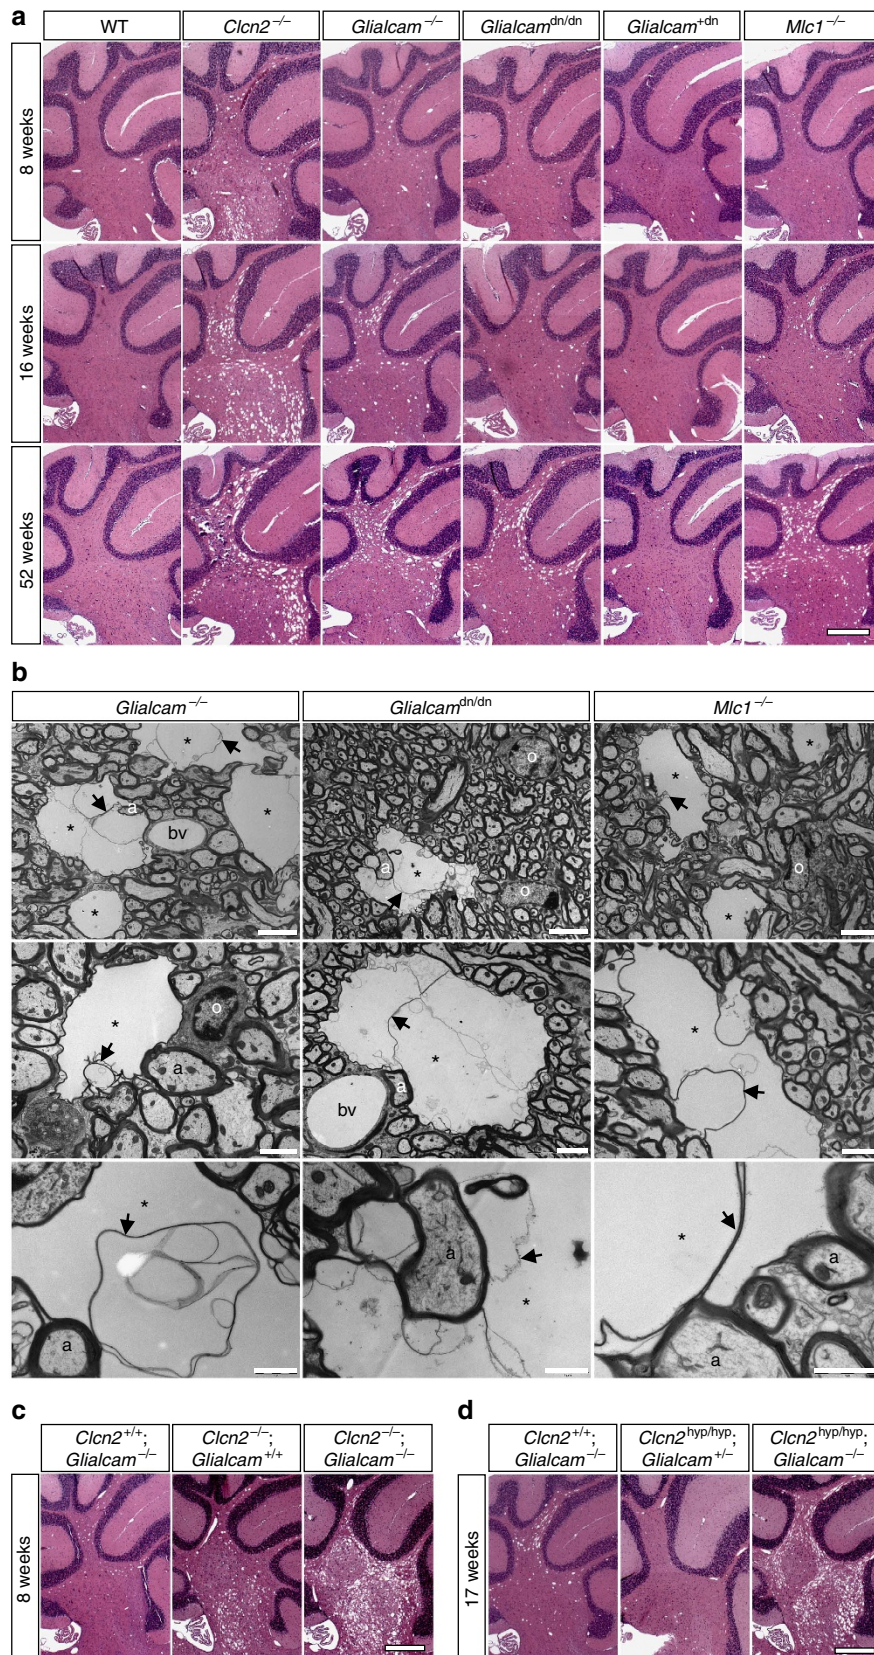 a
WT
Clcn2−/−
Glialcam−/−
Glialcamdn/dn
Glialcam+dn
Mlc1−/−
8 weeks
16 weeks
52 weeks
b
Glialcam−/−
Glialcamdn/dn
Mlc1−/−
* * a * bv *
o a * o
* o *
* o a
* a bv
*
* a
a *
* a a
c
Clcn2+/+;
Glialcam−/−
Clcn2−/−;
Glialcam+/+
Clcn2−/−;
Glialcam−/−
8 weeks
d
Clcn2+/+;
Glialcam−/−
Clcn2hyp/hyp;
Glialcam+/−
Clcn2hyp/hyp;
Glialcam−/−
17 weeks